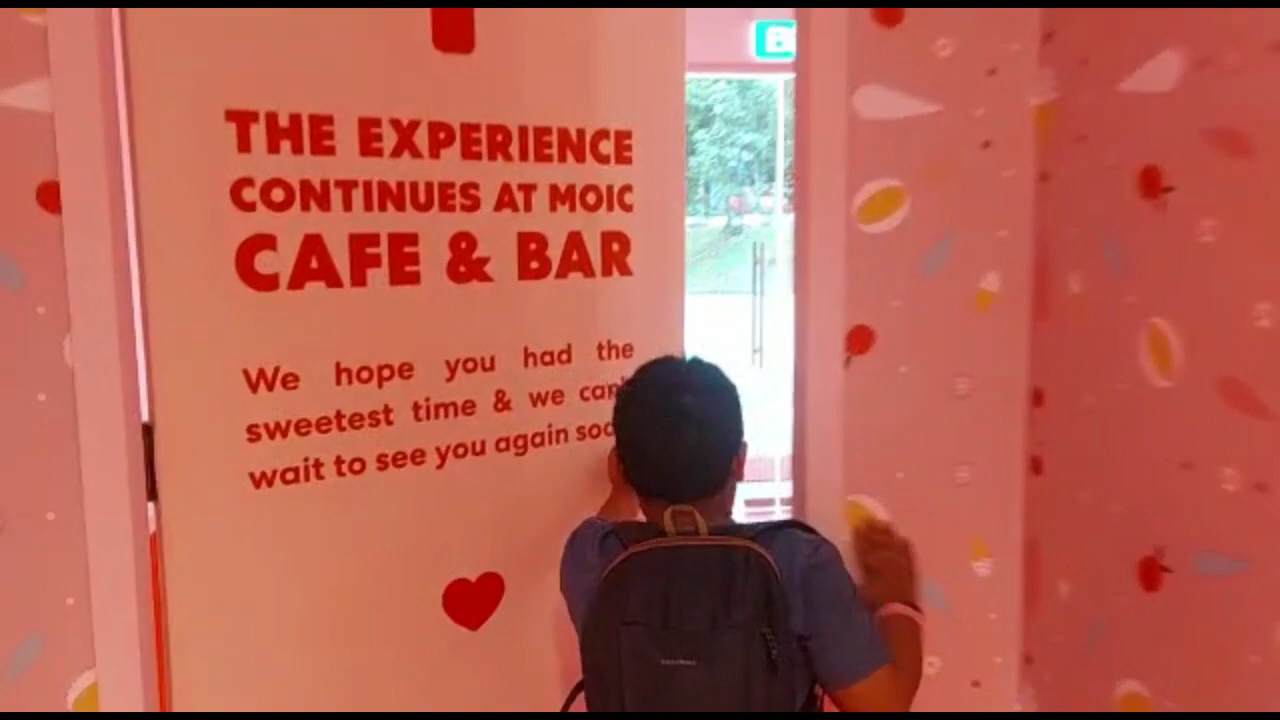 THE EXPERIENCE
CONTINUES AT MOIC
CAFE & BAR
We hope you had the
sweetest time & we can't
wait to see you again